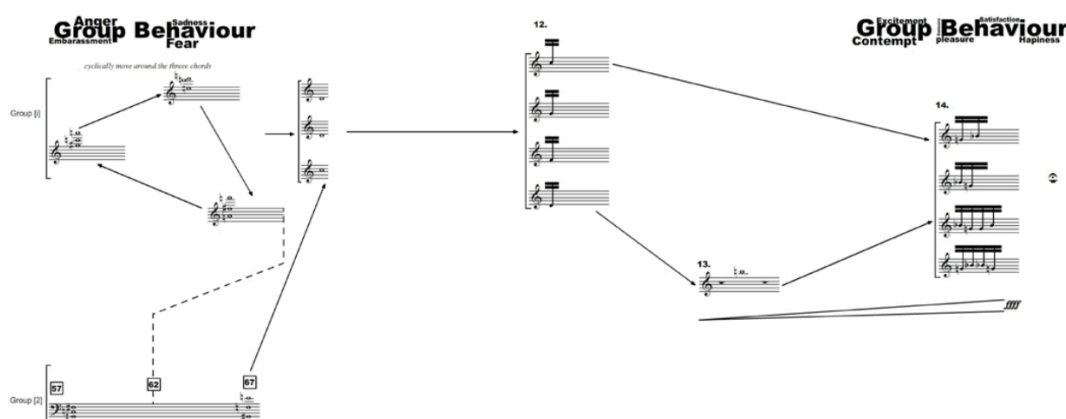 Anger
Sadness
Group Behaviour
Embarassment
Fear
cyclically move around the threee chords
Group [i]
Group [2]
57
62
67
12.
13.
14.
ffff
Excitement
Satisfaction
Group Behaviour
Contempt
pleasure
Hapiness